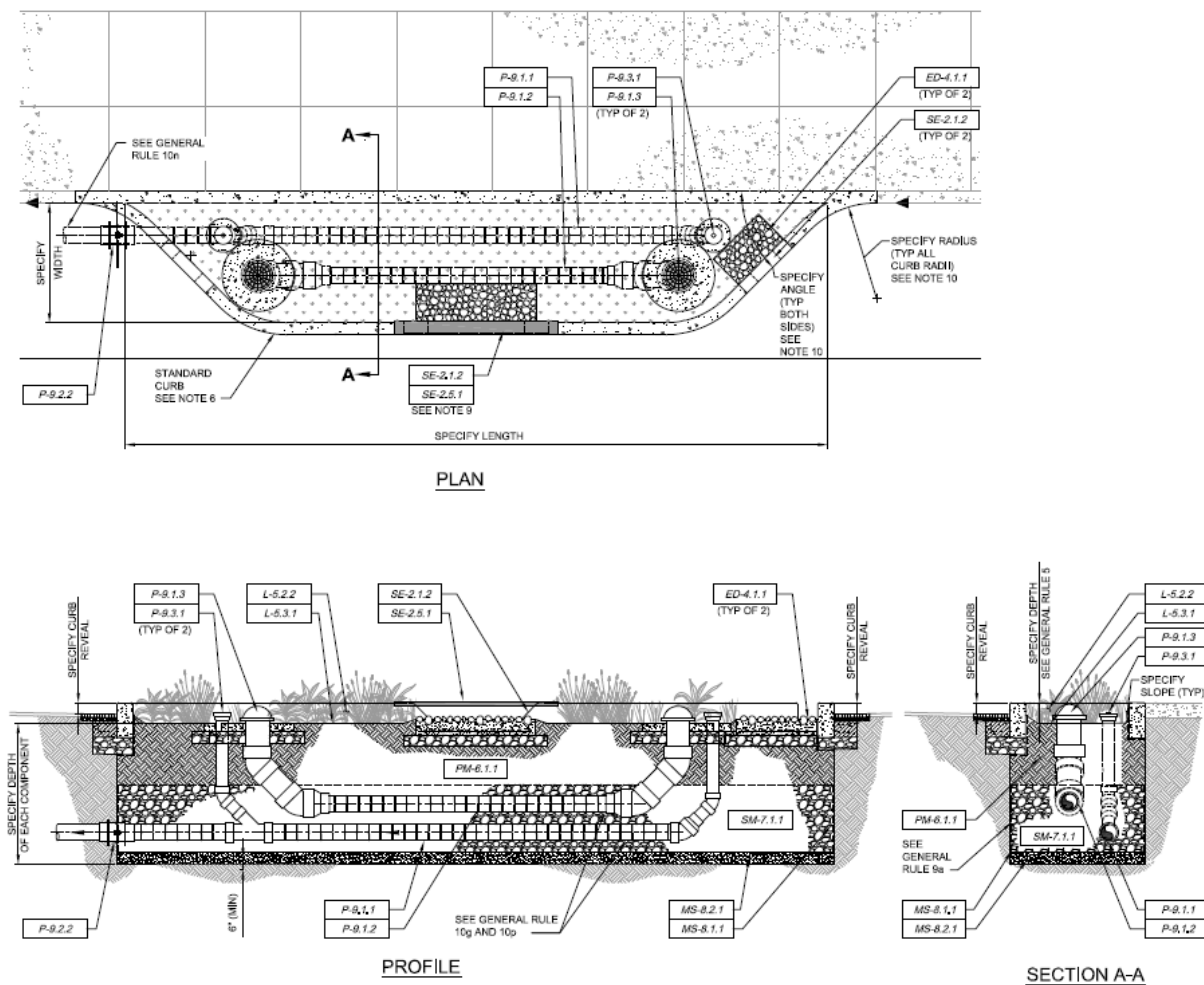 P-9.1.1
P-9.1.2
P-9.3.1
P-9.1.3
(TYP OF 2)
ED-4.1.1
(TYP OF 2)
SE-2.1.2
(TYP OF 2)
A
SEE GENERAL
RULE 10n
SPECIFY
WIDTH
SPECIFY RADIUS
(TYP ALL
CURB RADII)
SEE NOTE 10
SPECIFY
ANGLE
(TYP
BOTH
SIDES)
SEE
NOTE 10
A
STANDARD
CURB
SEE NOTE 6
P-9.2.2
SE-2.1.2
SE-2.5.1
SEE NOTE 9
SPECIFY LENGTH
PLAN
SPECIFY CURB
REVEAL
P-9.1.3
P-9.3.1
(TYP OF 2)
L-5.2.2
L-5.3.1
SE-2.1.2
SE-2.5.1
ED-4.1.1
(TYP OF 2)
SPECIFY CURB
REVEAL
SPECIFY DEPTH
OF EACH COMPONENT
PM-6.1.1
SM-7.1.1
P-9.2.2
6" (MIN)
P-9.1.1
P-9.1.2
SEE GENERAL RULE
10g AND 10p
MS-8.2.1
MS-8.1.1
PROFILE
SPECIFY CURB
REVEAL
SPECIFY DEPTH
SEE GENERAL RULE 5
L-5.2.2
L-5.3.1
P-9.1.3
P-9.3.1
SPECIFY
SLOPE (TYP)
PM-6.1.1
SM-7.1.1
SEE
GENERAL
RULE 9a
MS-8.1.1
MS-8.2.1
P-9.1.1
P-9.1.2
SECTION A-A